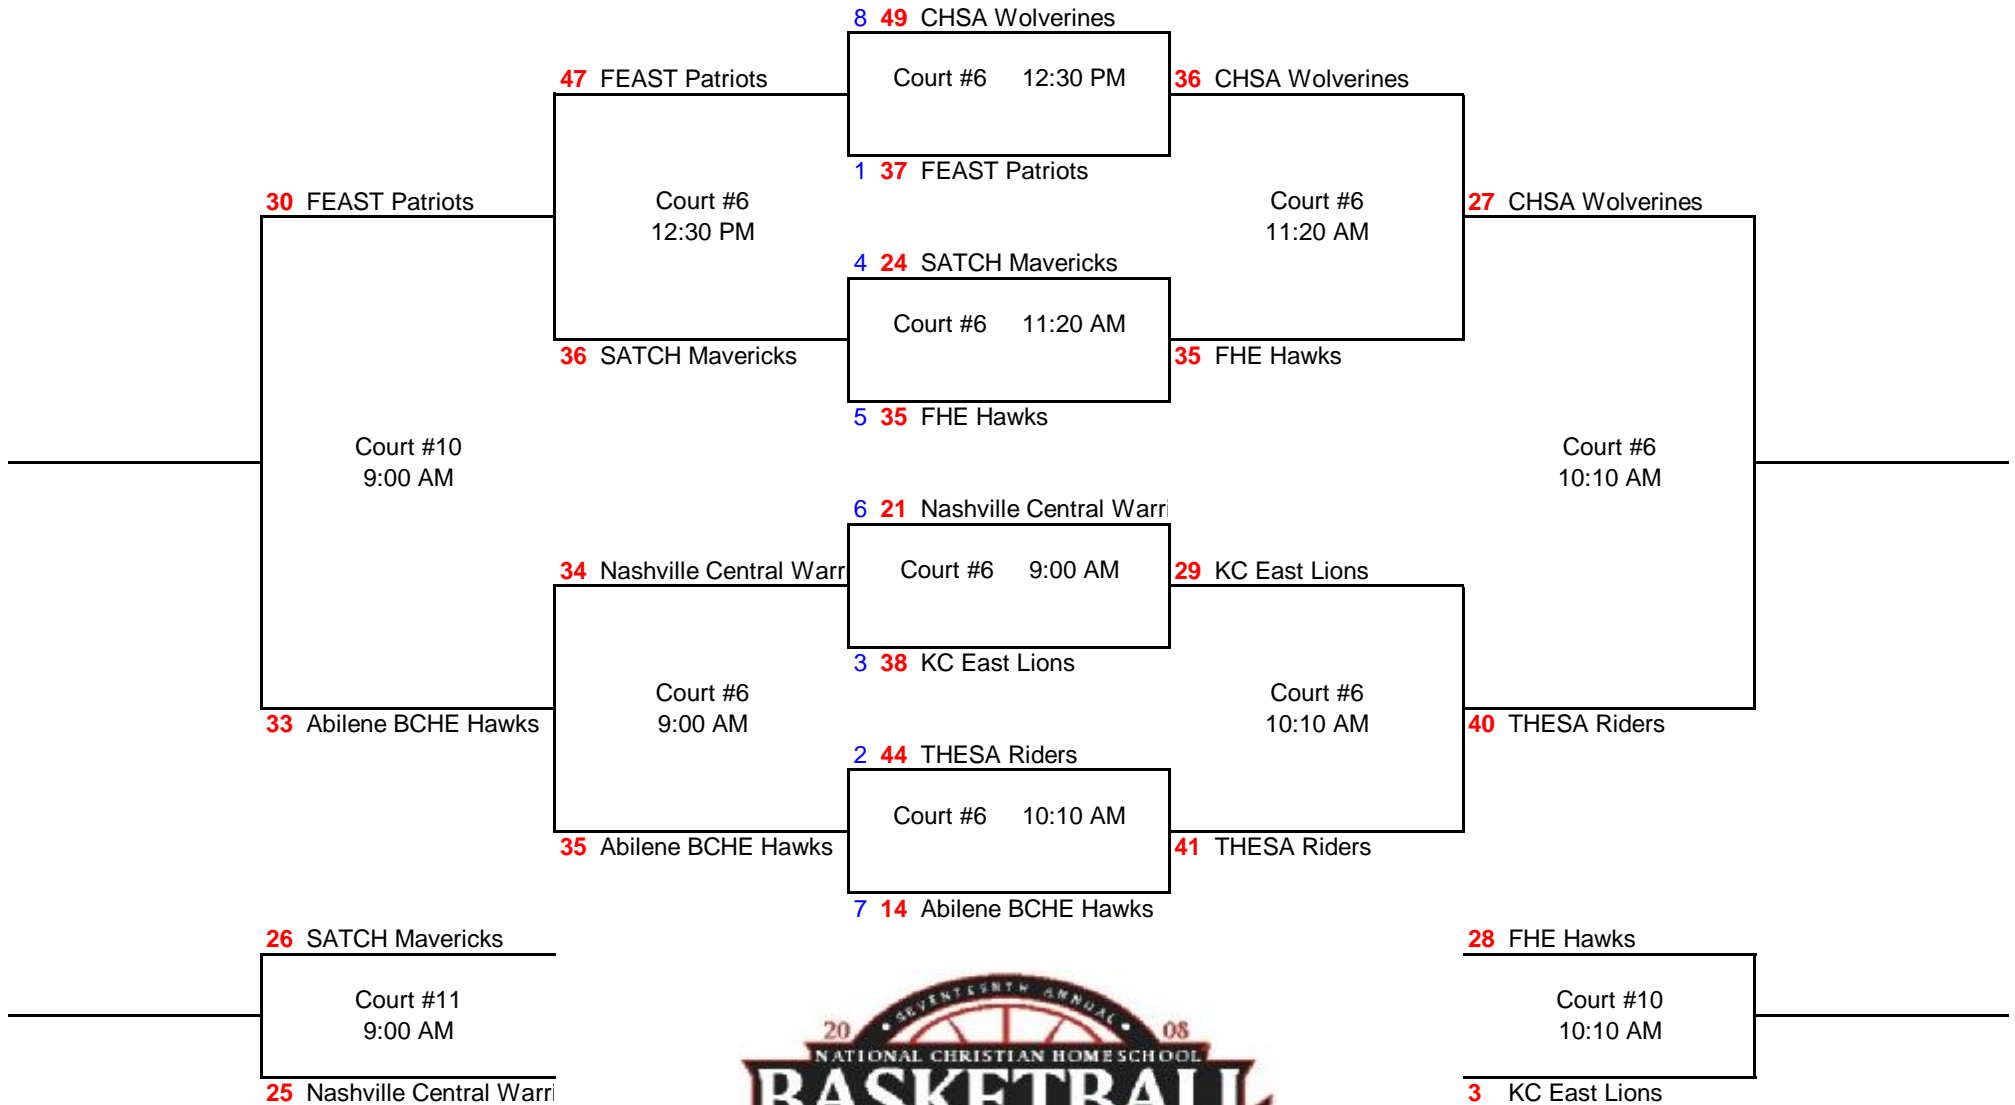 8 49 CHSA Wolverines
47 FEAST Patriots
Court #6 12:30 PM
36 CHSA Wolverines
1 37 FEAST Patriots
30 FEAST Patriots
Court #6
12:30 PM
Court #6
11:20 AM
27 CHSA Wolverines
4 24 SATCH Mavericks
Court #6 11:20 AM
36 SATCH Mavericks
35 FHE Hawks
5 35 FHE Hawks
Court #10
9:00 AM
Court #6
10:10 AM
6 21 Nashville Central Warri
34 Nashville Central Warr
Court #6 9:00 AM
29 KC East Lions
3 38 KC East Lions
33 Abilene BCHE Hawks
Court #6
9:00 AM
Court #6
10:10 AM
40 THESA Riders
2 44 THESA Riders
Court #6 10:10 AM
35 Abilene BCHE Hawks
41 THESA Riders
7 14 Abilene BCHE Hawks
26 SATCH Mavericks
28 FHE Hawks
Court #11
9:00 AM
Court #10
10:10 AM
25 Nashville Central Warri
3 KC East Lions
SEVENTEENTH ANNUAL
20 08
NATIONAL CHRISTIAN HOMESCHOOL
BASKETBALL